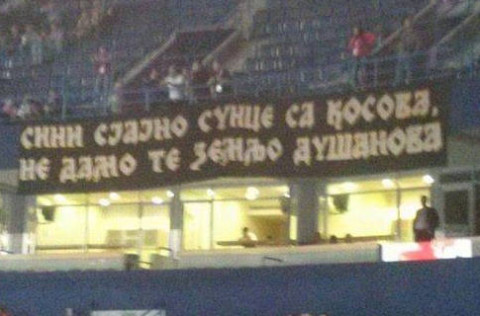 СИНИ СЈАЈНО СУНЦЕ СА КОСОВА,
НЕ ДАМО ТЕ ЗЕМЉО ДУШАНОВА